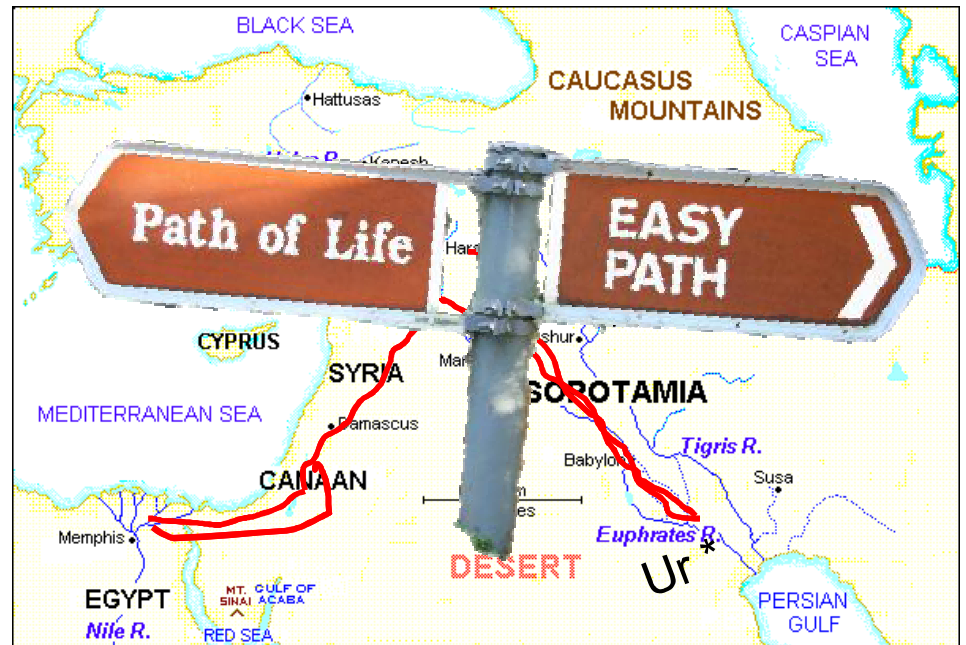 BLACK SEA
CASPIAN
SEA
CAUCASUS
MOUNTAINS
Hattusas
Path of Life
EASY
PATH
CYPRUS
SYRIA
MEDITERRANEAN SEA
Damascus
Tigris R.
Babylon
Susa
CANAAN
Memphis
Euphrates R.
Ur *
DESERT
EGYPT
MT.
SINAI
GULF OF
ACABA
PERSIAN
GULF
Nile R.
RED SEA